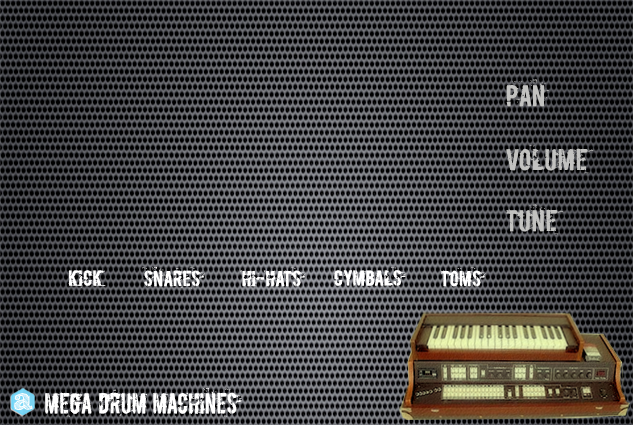 PAN
VOLUME
TUNE
KICK SNARES HI-HATS CYMBALS TOMS
MEGA DRUM MACHINES